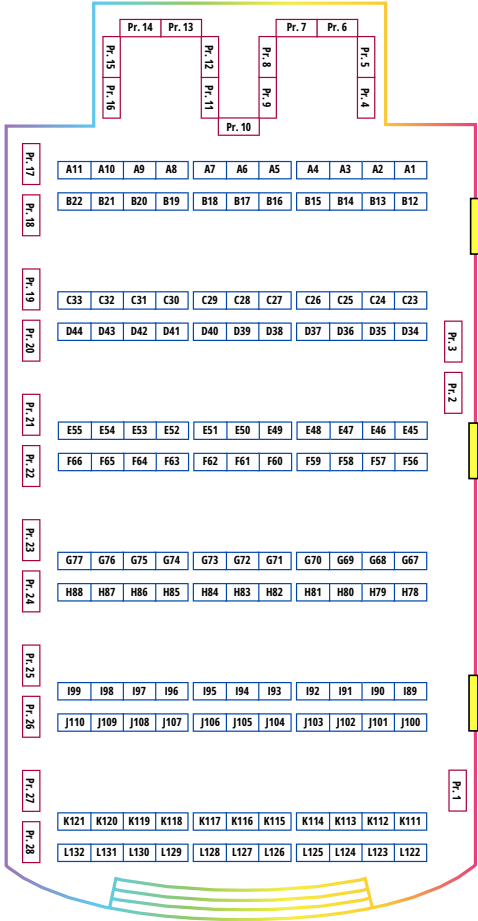 Pr. 14 Pr. 13 Pr. 7 Pr. 6
Pr. 15 Pr. 12 Pr. 8 Pr. 5
Pr. 16 Pr. 11 Pr. 9 Pr. 4
Pr. 10
Pr. 17
A11 A10 A9 A8 A7 A6 A5 A4 A3 A2 A1
Pr. 18
B22 B21 B20 B19 B18 B17 B16 B15 B14 B13 B12
Pr. 19
C33 C32 C31 C30 C29 C28 C27 C26 C25 C24 C23
Pr. 20
D44 D43 D42 D41 D40 D39 D38 D37 D36 D35 D34
Pr. 3
Pr. 2
Pr. 21
E55 E54 E53 E52 E51 E50 E49 E48 E47 E46 E45
Pr. 22
F66 F65 F64 F63 F62 F61 F60 F59 F58 F57 F56
Pr. 23
G77 G76 G75 G74 G73 G72 G71 G70 G69 G68 G67
Pr. 24
H88 H87 H86 H85 H84 H83 H82 H81 H80 H79 H78
Pr. 25
I99 I98 I97 I96 I95 I94 I93 I92 I91 I90 I89
Pr. 26
J110 J109 J108 J107 J106 J105 J104 J103 J102 J101 J100
Pr. 27
Pr. 1
K121 K120 K119 K118 K117 K116 K115 K114 K113 K112 K111
Pr. 28
L132 L131 L130 L129 L128 L127 L126 L125 L124 L123 L122